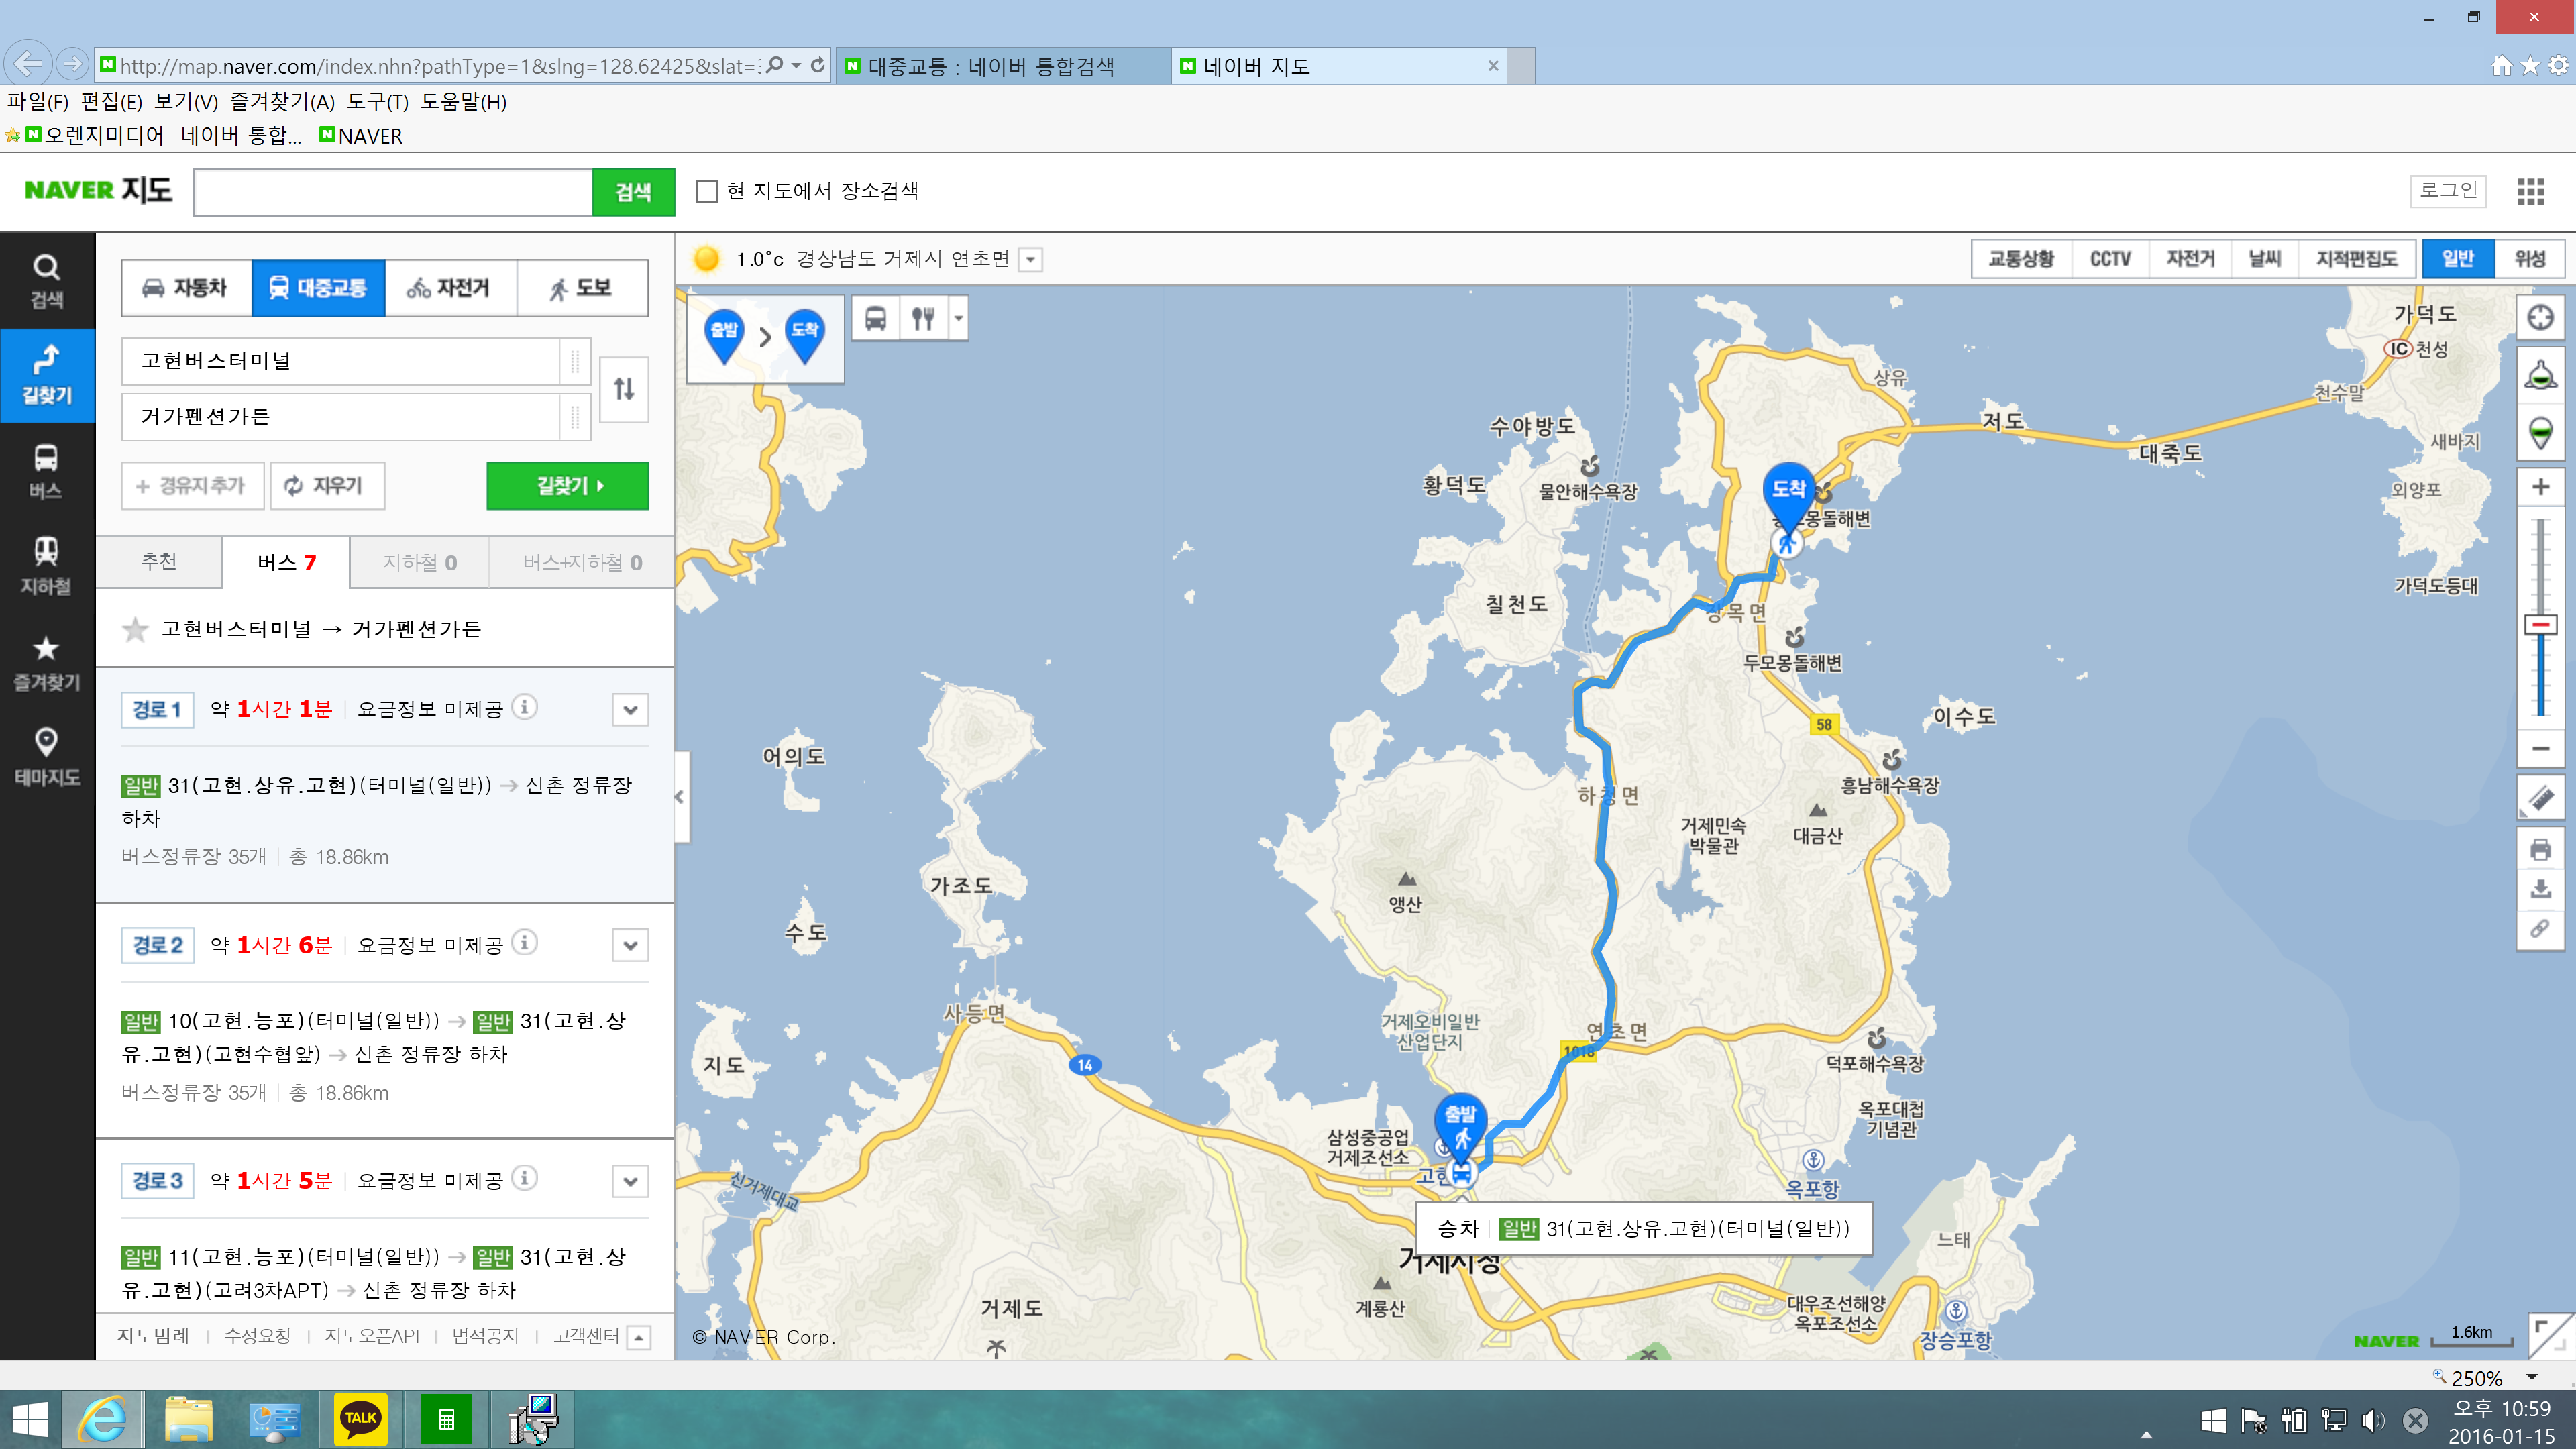 http://map.naver.com/index.nhn?pathType=1&slng=128.62425&slat=
대중교통 : 네이버 통합검색
네이버 지도
파일(F) 편집(E) 보기(V) 즐겨찾기(A) 도구(T) 도움말(H)
오렌지미디어 네이버 통합... NAVER
NAVER 지도
검색
현 지도에서 장소검색
로그인
검색
길찾기
버스
지하철
즐겨찾기
테마지도
자동차 대중교통 자전거 도보
고현버스터미널
거가펜션가든
+ 경유지 추가 지우기 길찾기
추천 버스 7 지하철 0 버스+지하철 0
고현버스터미널 → 거가펜션가든
경로 1 약 1시간 1분 요금정보 미제공
일반 31(고현.상유.고현)(터미널(일반)) → 신촌 정류장
하차
버스정류장 35개 총 18.86km
경로 2 약 1시간 6분 요금정보 미제공
일반 10(고현.능포)(터미널(일반)) → 일반 31(고현.상
유.고현)(고현수협앞) → 신촌 정류장 하차
버스정류장 35개 총 18.86km
경로 3 약 1시간 5분 요금정보 미제공
일반 11(고현.능포)(터미널(일반)) → 일반 31(고현.상
유.고현)(고려3차APT) → 신촌 정류장 하차
지도범례 수정요청 지도오픈API 법적공지 고객센터
1.0°c 경상남도 거제시 연초면
교통상황 CCTV 자전거 날씨 지적편집도 일반 위성
출발 > 도착
가덕도
IC 천성
천수말
상유
저도
대죽도
새바지
외양포
가덕도등대
수야방도
황덕도
물안해수욕장
도착
몽돌해변
칠천도
장목면
두모몽돌해변
58
이수도
흥남해수욕장
하청면
거제민속
박물관
대금산
어의도
가조도
수도
앵산
사등면
지도
14
거제오비일반
산업단지
연초면
1018
덕포해수욕장
옥포대첩
기념관
출발
삼성중공업
거제조선소
옥포항
신거제대교
승차 일반 31(고현.상유.고현)(터미널(일반))
느태
거제도
계룡산
대우조선해양
옥포조선소
장승포항
© NAVER Corp.
NAVER
1.6km
250%
TALK
오후 10:59
2016-01-15